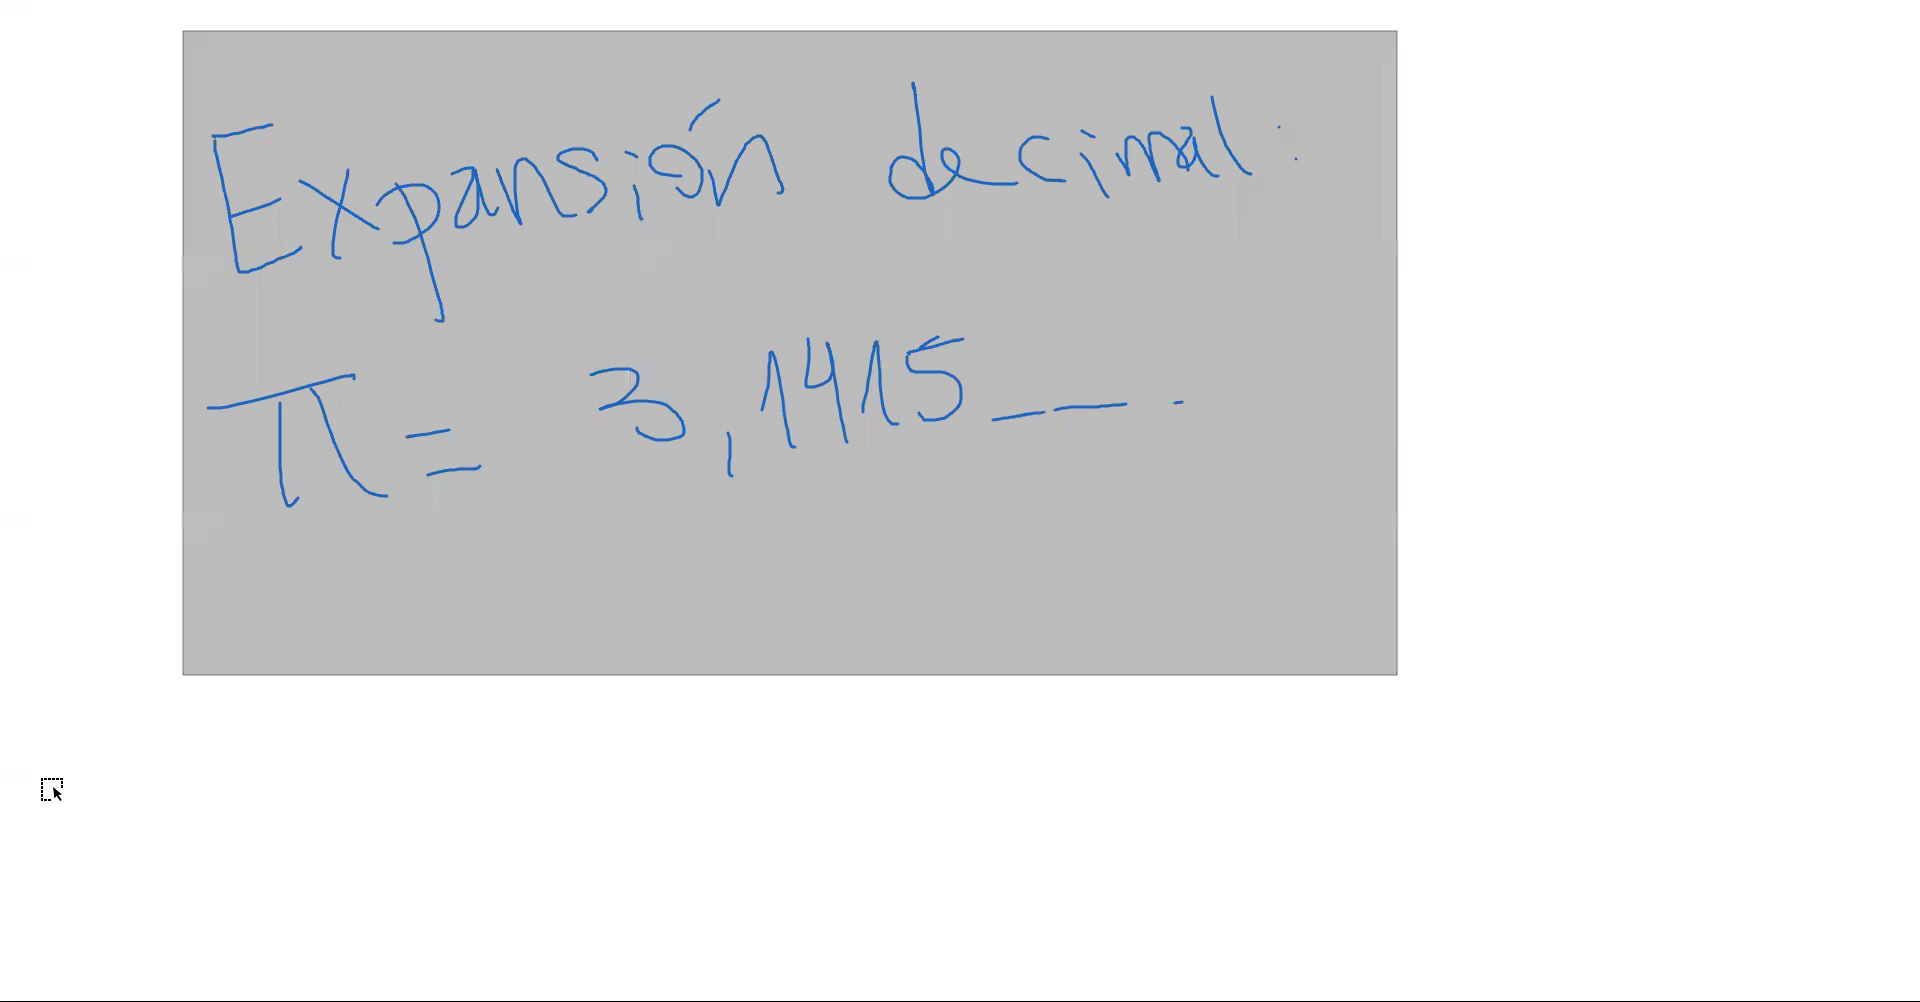 Expansión decimal:
π = 3,1415___.